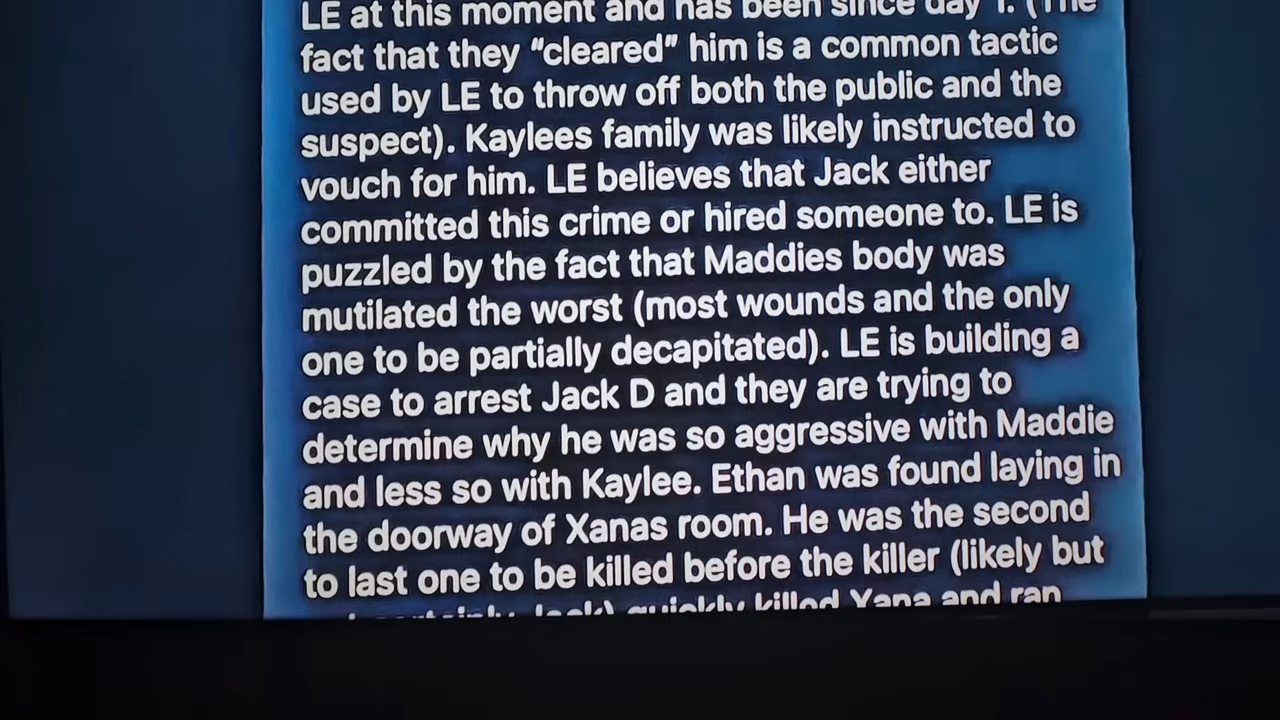 LE at this moment and has been since day 1. (The
fact that they “cleared” him is a common tactic
used by LE to throw off both the public and the
suspect). Kaylees family was likely instructed to
vouch for him. LE believes that Jack either
committed this crime or hired someone to. LE is
puzzled by the fact that Maddies body was
mutilated the worst (most wounds and the only
one to be partially decapitated). LE is building a
case to arrest Jack D and they are trying to
determine why he was so aggressive with Maddie
and less so with Kaylee. Ethan was found laying in
the doorway of Xanas room. He was the second
to last one to be killed before the killer (likely but
Jack) quickly killed Xana and ran